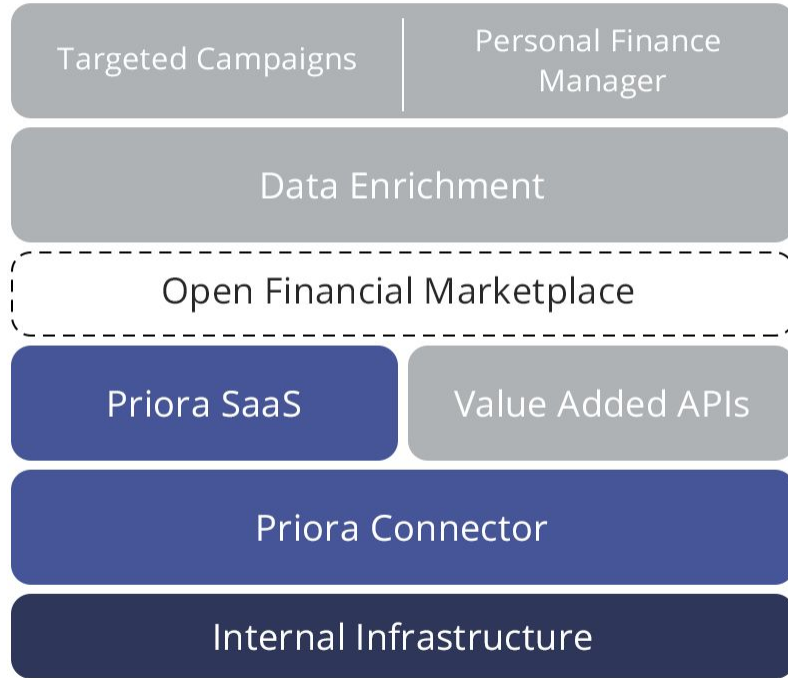 Targeted Campaigns
Personal Finance
Manager
Data Enrichment
Open Financial Marketplace
Priora SaaS
Value Added APIs
Priora Connector
Internal Infrastructure